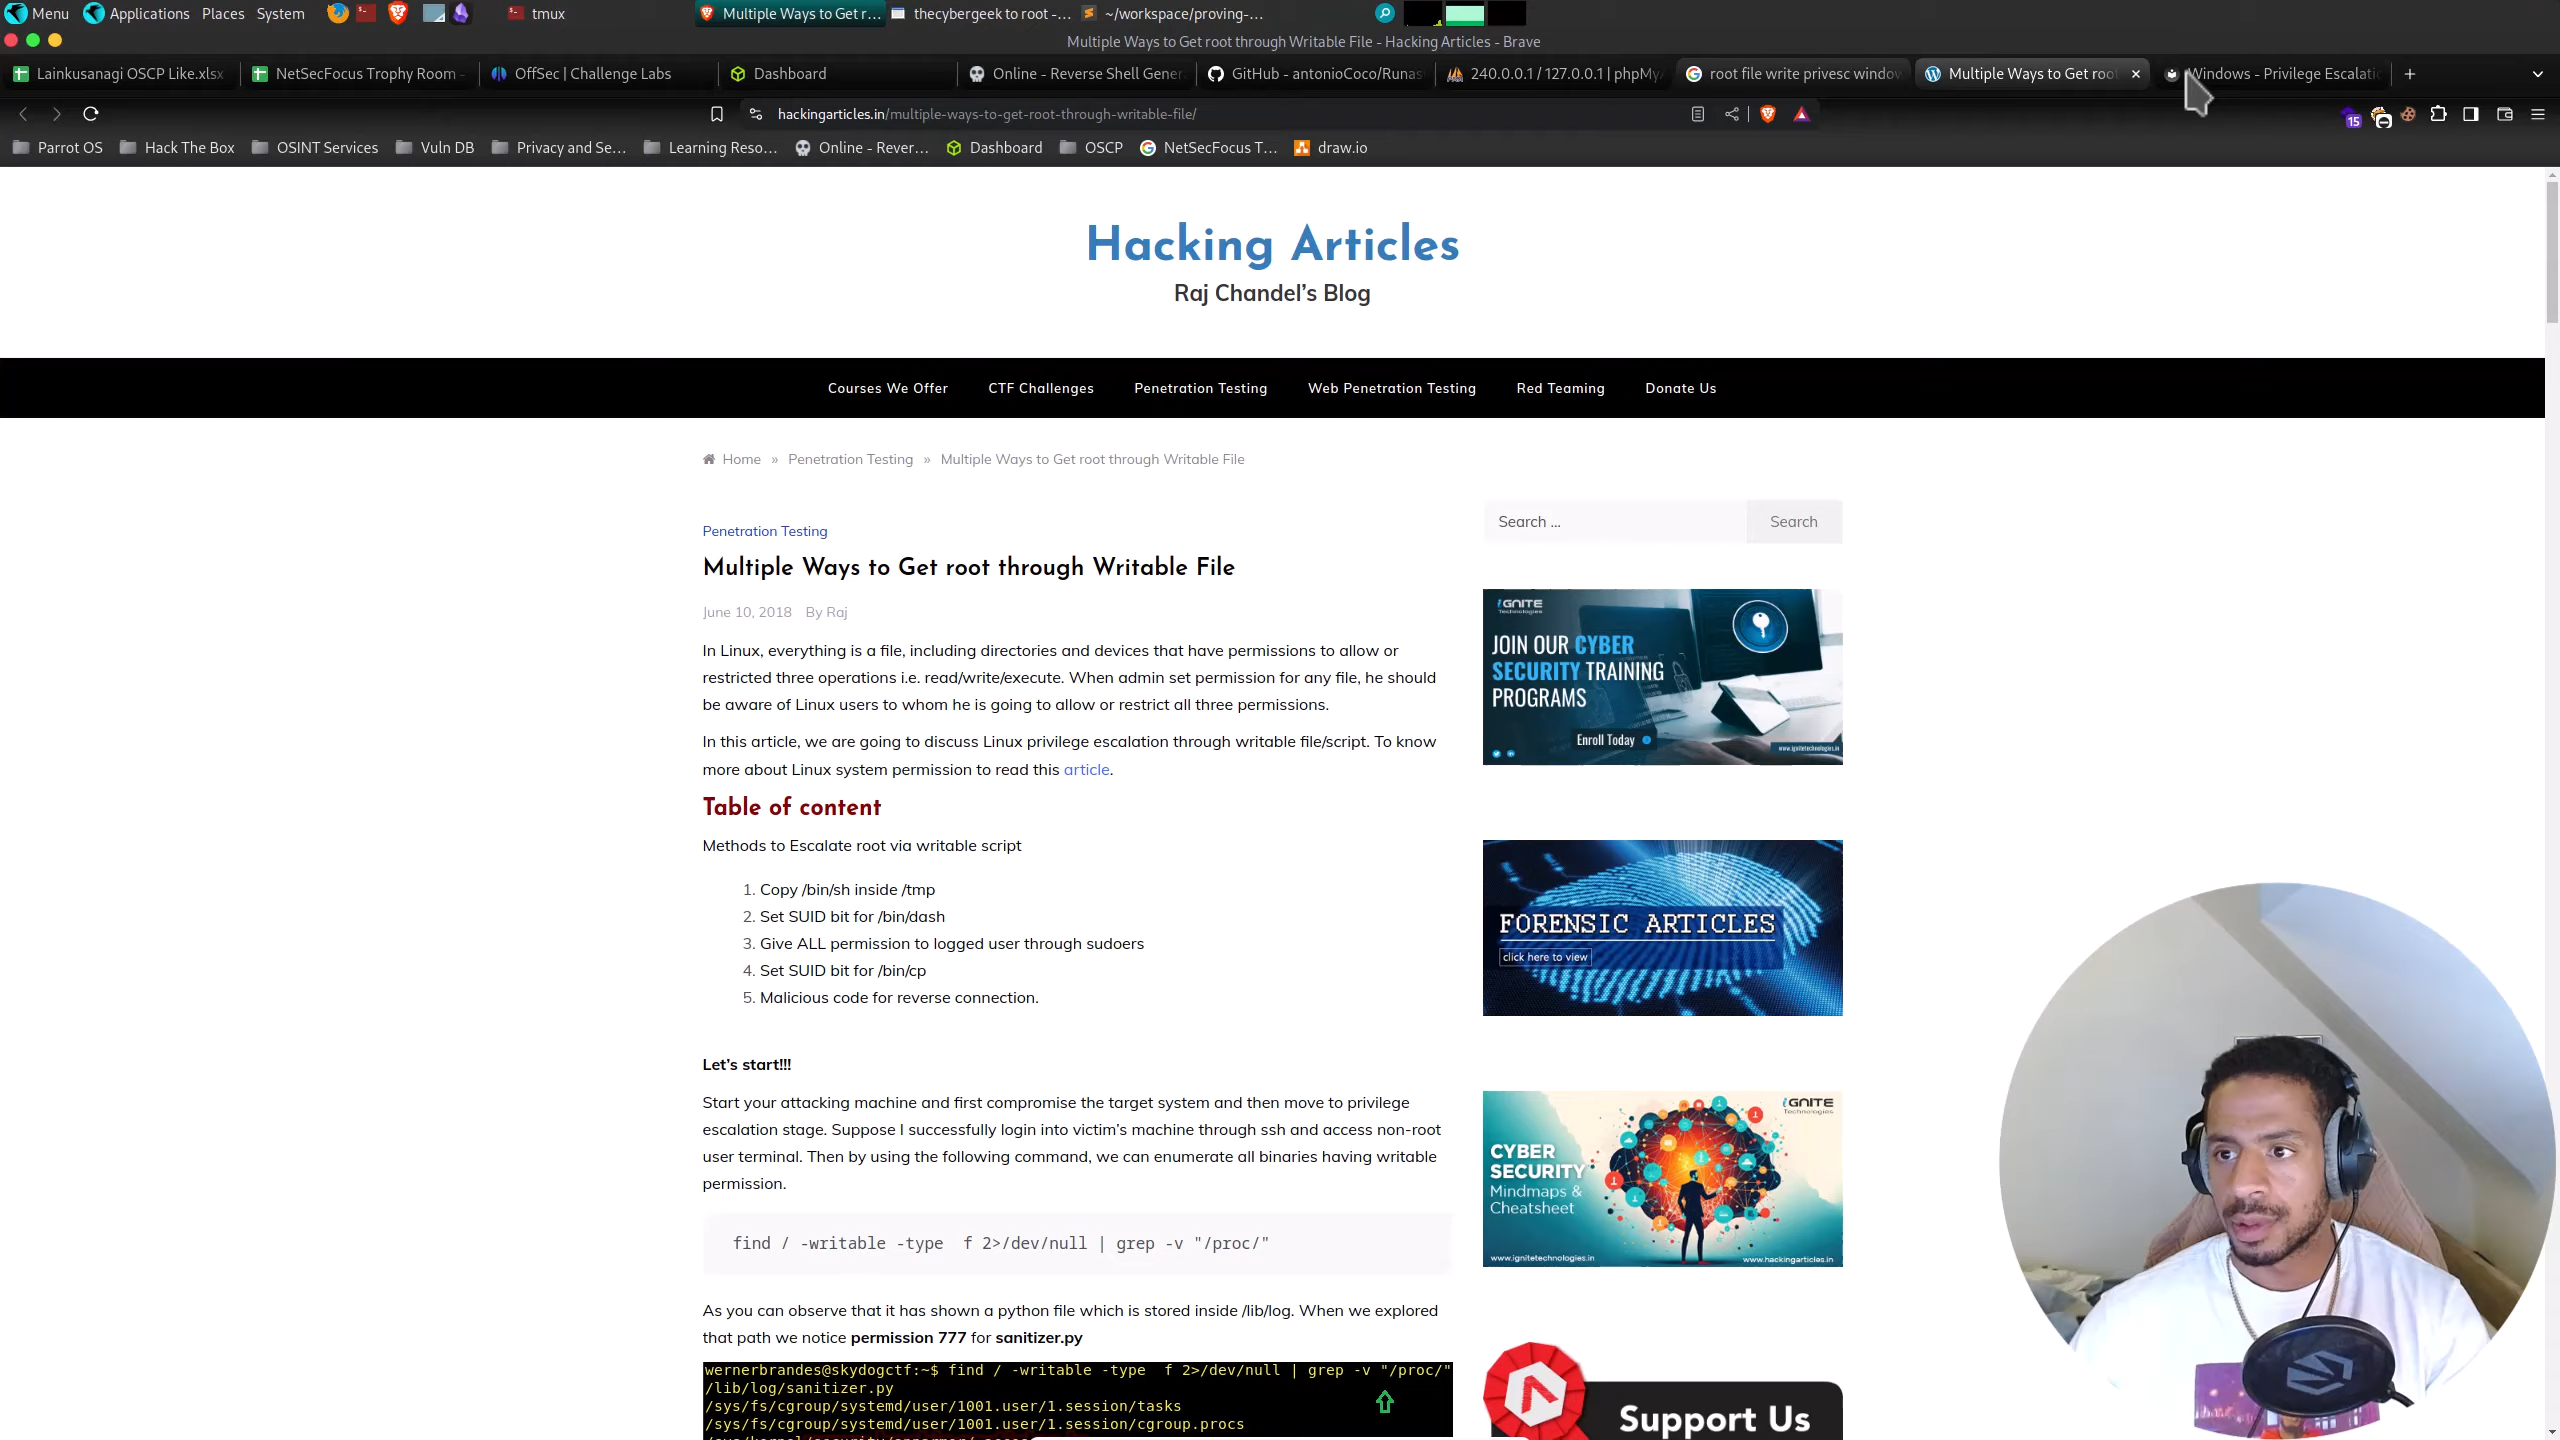 Menu Applications Places System tmux Multiple Ways to Get r... thecybergeek to root -... ~/workspace/proving-...
Multiple Ways to Get root through Writable File - Hacking Articles - Brave
Lainkusanagi OSCP Like.xlsx NetSecFocus Trophy Room - OffSec | Challenge Labs Dashboard Online - Reverse Shell Gener GitHub - antonioCoco/Runas 240.0.0.1 / 127.0.0.1 | phpMyA root file write privesc window Multiple Ways to Get root Windows - Privilege Escalati
hackingarticles.in/multiple-ways-to-get-root-through-writable-file/
15
Parrot OS Hack The Box OSINT Services Vuln DB Privacy and Se... Learning Reso... Online - Rever... Dashboard OSCP NetSecFocus T... draw.io
Hacking Articles
Raj Chandel's Blog
Courses We Offer CTF Challenges Penetration Testing Web Penetration Testing Red Teaming Donate Us
Home » Penetration Testing » Multiple Ways to Get root through Writable File
Penetration Testing
Multiple Ways to Get root through Writable File
June 10, 2018 By Raj
In Linux, everything is a file, including directories and devices that have permissions to allow or
restricted three operations i.e. read/write/execute. When admin set permission for any file, he should
be aware of Linux users to whom he is going to allow or restrict all three permissions.
In this article, we are going to discuss Linux privilege escalation through writable file/script. To know
more about Linux system permission to read this article.
Table of content
Methods to Escalate root via writable script
1. Copy /bin/sh inside /tmp
2. Set SUID bit for /bin/dash
3. Give ALL permission to logged user through sudoers
4. Set SUID bit for /bin/cp
5. Malicious code for reverse connection.
Let's start!!!
Start your attacking machine and first compromise the target system and then move to privilege
escalation stage. Suppose I successfully login into victim's machine through ssh and access non-root
user terminal. Then by using the following command, we can enumerate all binaries having writable
permission.
find / -writable -type  f 2>/dev/null | grep -v "/proc/"
As you can observe that it has shown a python file which is stored inside /lib/log. When we explored
that path we notice permission 777 for sanitizer.py
wernerbrandes@skydogctf:~$ find / -writable -type  f 2>/dev/null | grep -v "/proc/"
/lib/log/sanitizer.py
/sys/fs/cgroup/systemd/user/1001.user/1.session/tasks
/sys/fs/cgroup/systemd/user/1001.user/1.session/cgroup.procs
Search ...
Search
IGNITE
Technologies
JOIN OUR CYBER
SECURITY TRAINING
PROGRAMS
Enroll Today
www.ignitetechnologies.in
FORENSIC ARTICLES
click here to view
IGNITE
Technologies
CYBER
SECURITY
Mindmaps &
Cheatsheet
www.ignitetechnologies.in
www.hackingarticles.in
Support Us